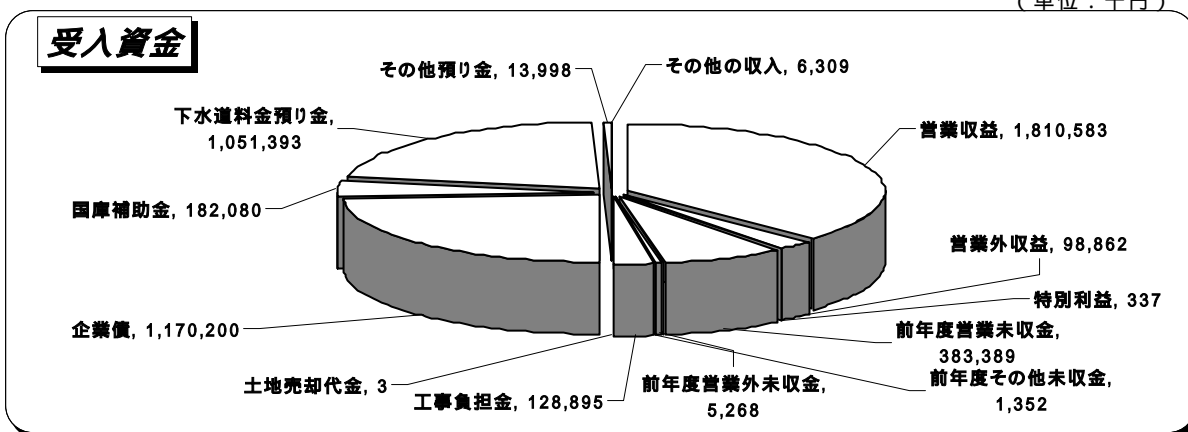 （単位：千円）
受入資金
その他預り金, 13,998
その他の収入, 6,309
下水道料金預り金,
1,051,393
営業収益, 1,810,583
国庫補助金, 182,080
営業外収益, 98,862
特別利益, 337
企業債, 1,170,200
前年度営業未収金,
383,389
土地売却代金, 3
工事負担金, 128,895
前年度営業外未収金,
5,268
前年度その他未収金,
1,352